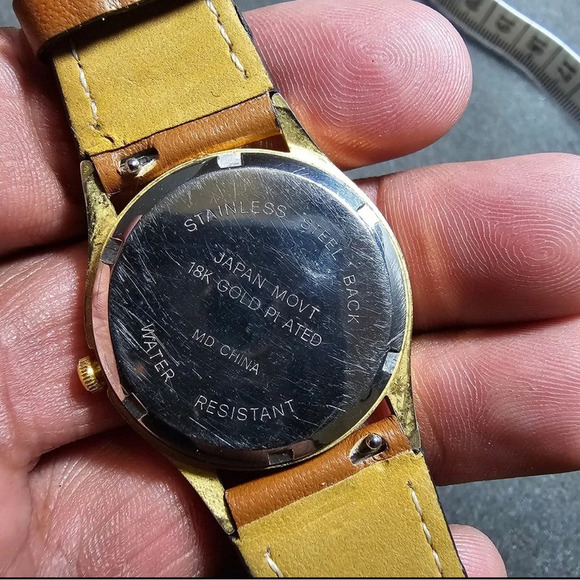 STAINLESS STEEL BACK
JAPAN MOVT
18K GOLD PLATED
MD CHINA
WATER RESISTANT